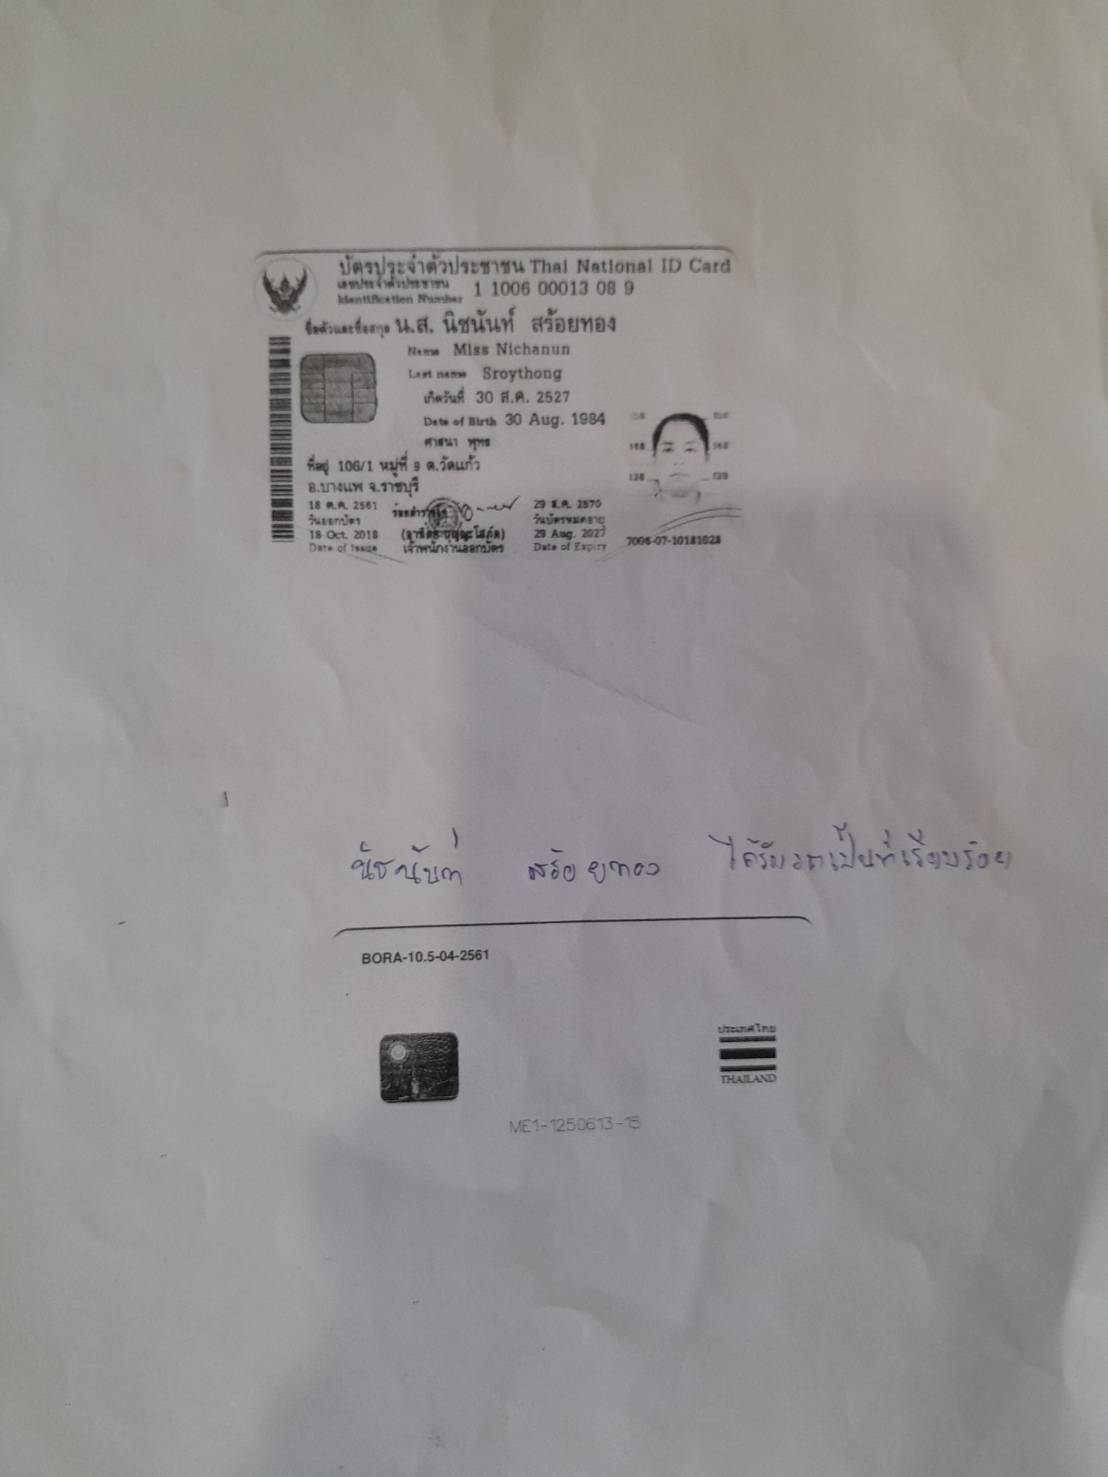 บัตรประจำตัวประชาชน Thai National ID Card
เลขประจำตัวประชาชน
Identification Number 1 1006 00013 08 9
ชื่อตัวและชื่อสกุล น.ส. นิชนันท์ สร้อยทอง
Name Miss Nichanun
Last name Sroythong
เกิดวันที่ 30 ส.ค. 2527
Date of Birth 30 Aug. 1984
ศาสนา พุทธ
ที่อยู่ 106/1 หมู่ที่ 9 ต.วัดแก้ว
อ.บางแพ จ.ราชบุรี
18 ต.ค. 2561
วันออกบัตร
18 Oct. 2018
Date of Issue
เจ้าพนักงานออกบัตร
29 ส.ค. 2570
วันบัตรหมดอายุ
29 Aug. 2027
Date of Expiry
7006-07-10181028
สร้อยทอง ได้รับรถเป็นที่เรียบร้อย
BORA-10.5-04-2561
ประเทศไทย
THAILAND
ME1-1250613-15